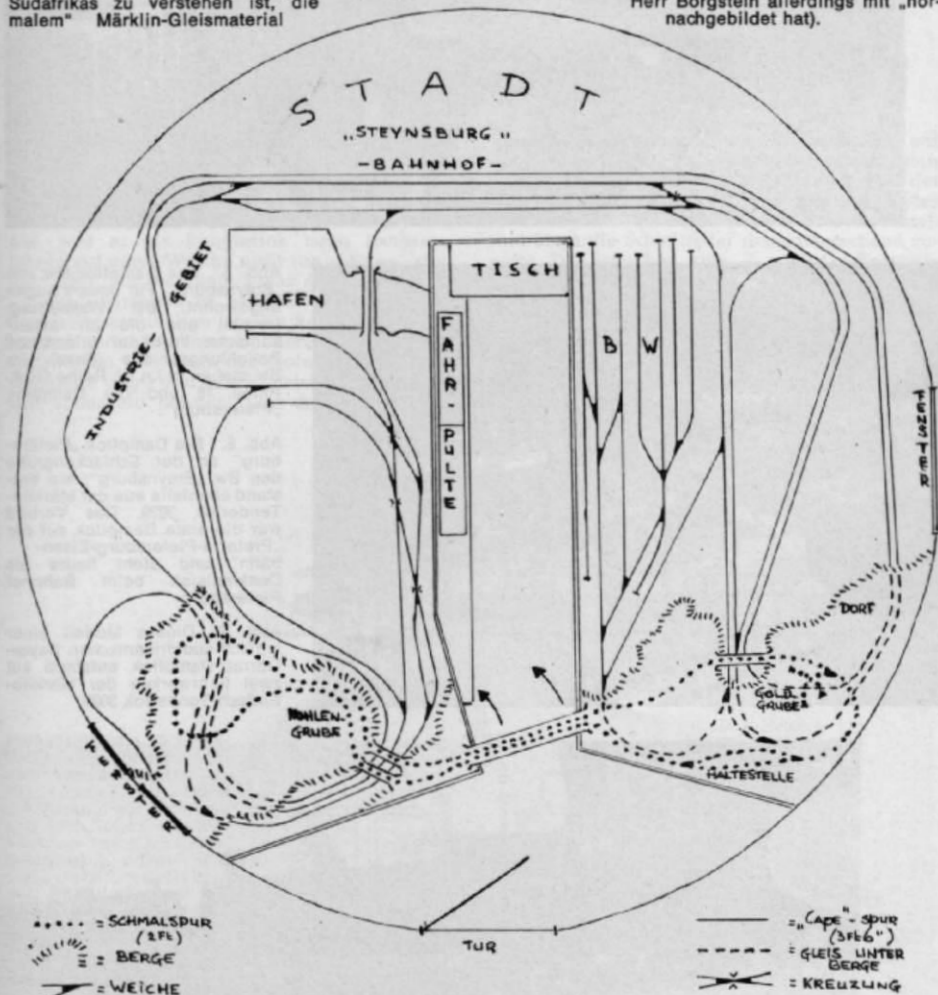 Südafrikas zu verstehen ist, die
malem" Märklin-Gleismaterial
Herr Borgstein allerdings mit „nor-
nachgebildet hat).
STADT
„STEYNSBURG"
-BAHNHOF-
INDUSTRIE-
GEBIET
HAFEN
TISCH
FAHR-
PULTE
BW
FENSTER
DORF
GOLD
GRUBE
HALTESTELLE
KOHLEN-
GRUBE
FENSTER
TUR
= SCHMALSPUR
(2Ft)
= BERGE
= WEICHE
= „CAPE"-SPUR
(3Ft6")
= GLEIS UNTER
BERGE
= KREUZUNG